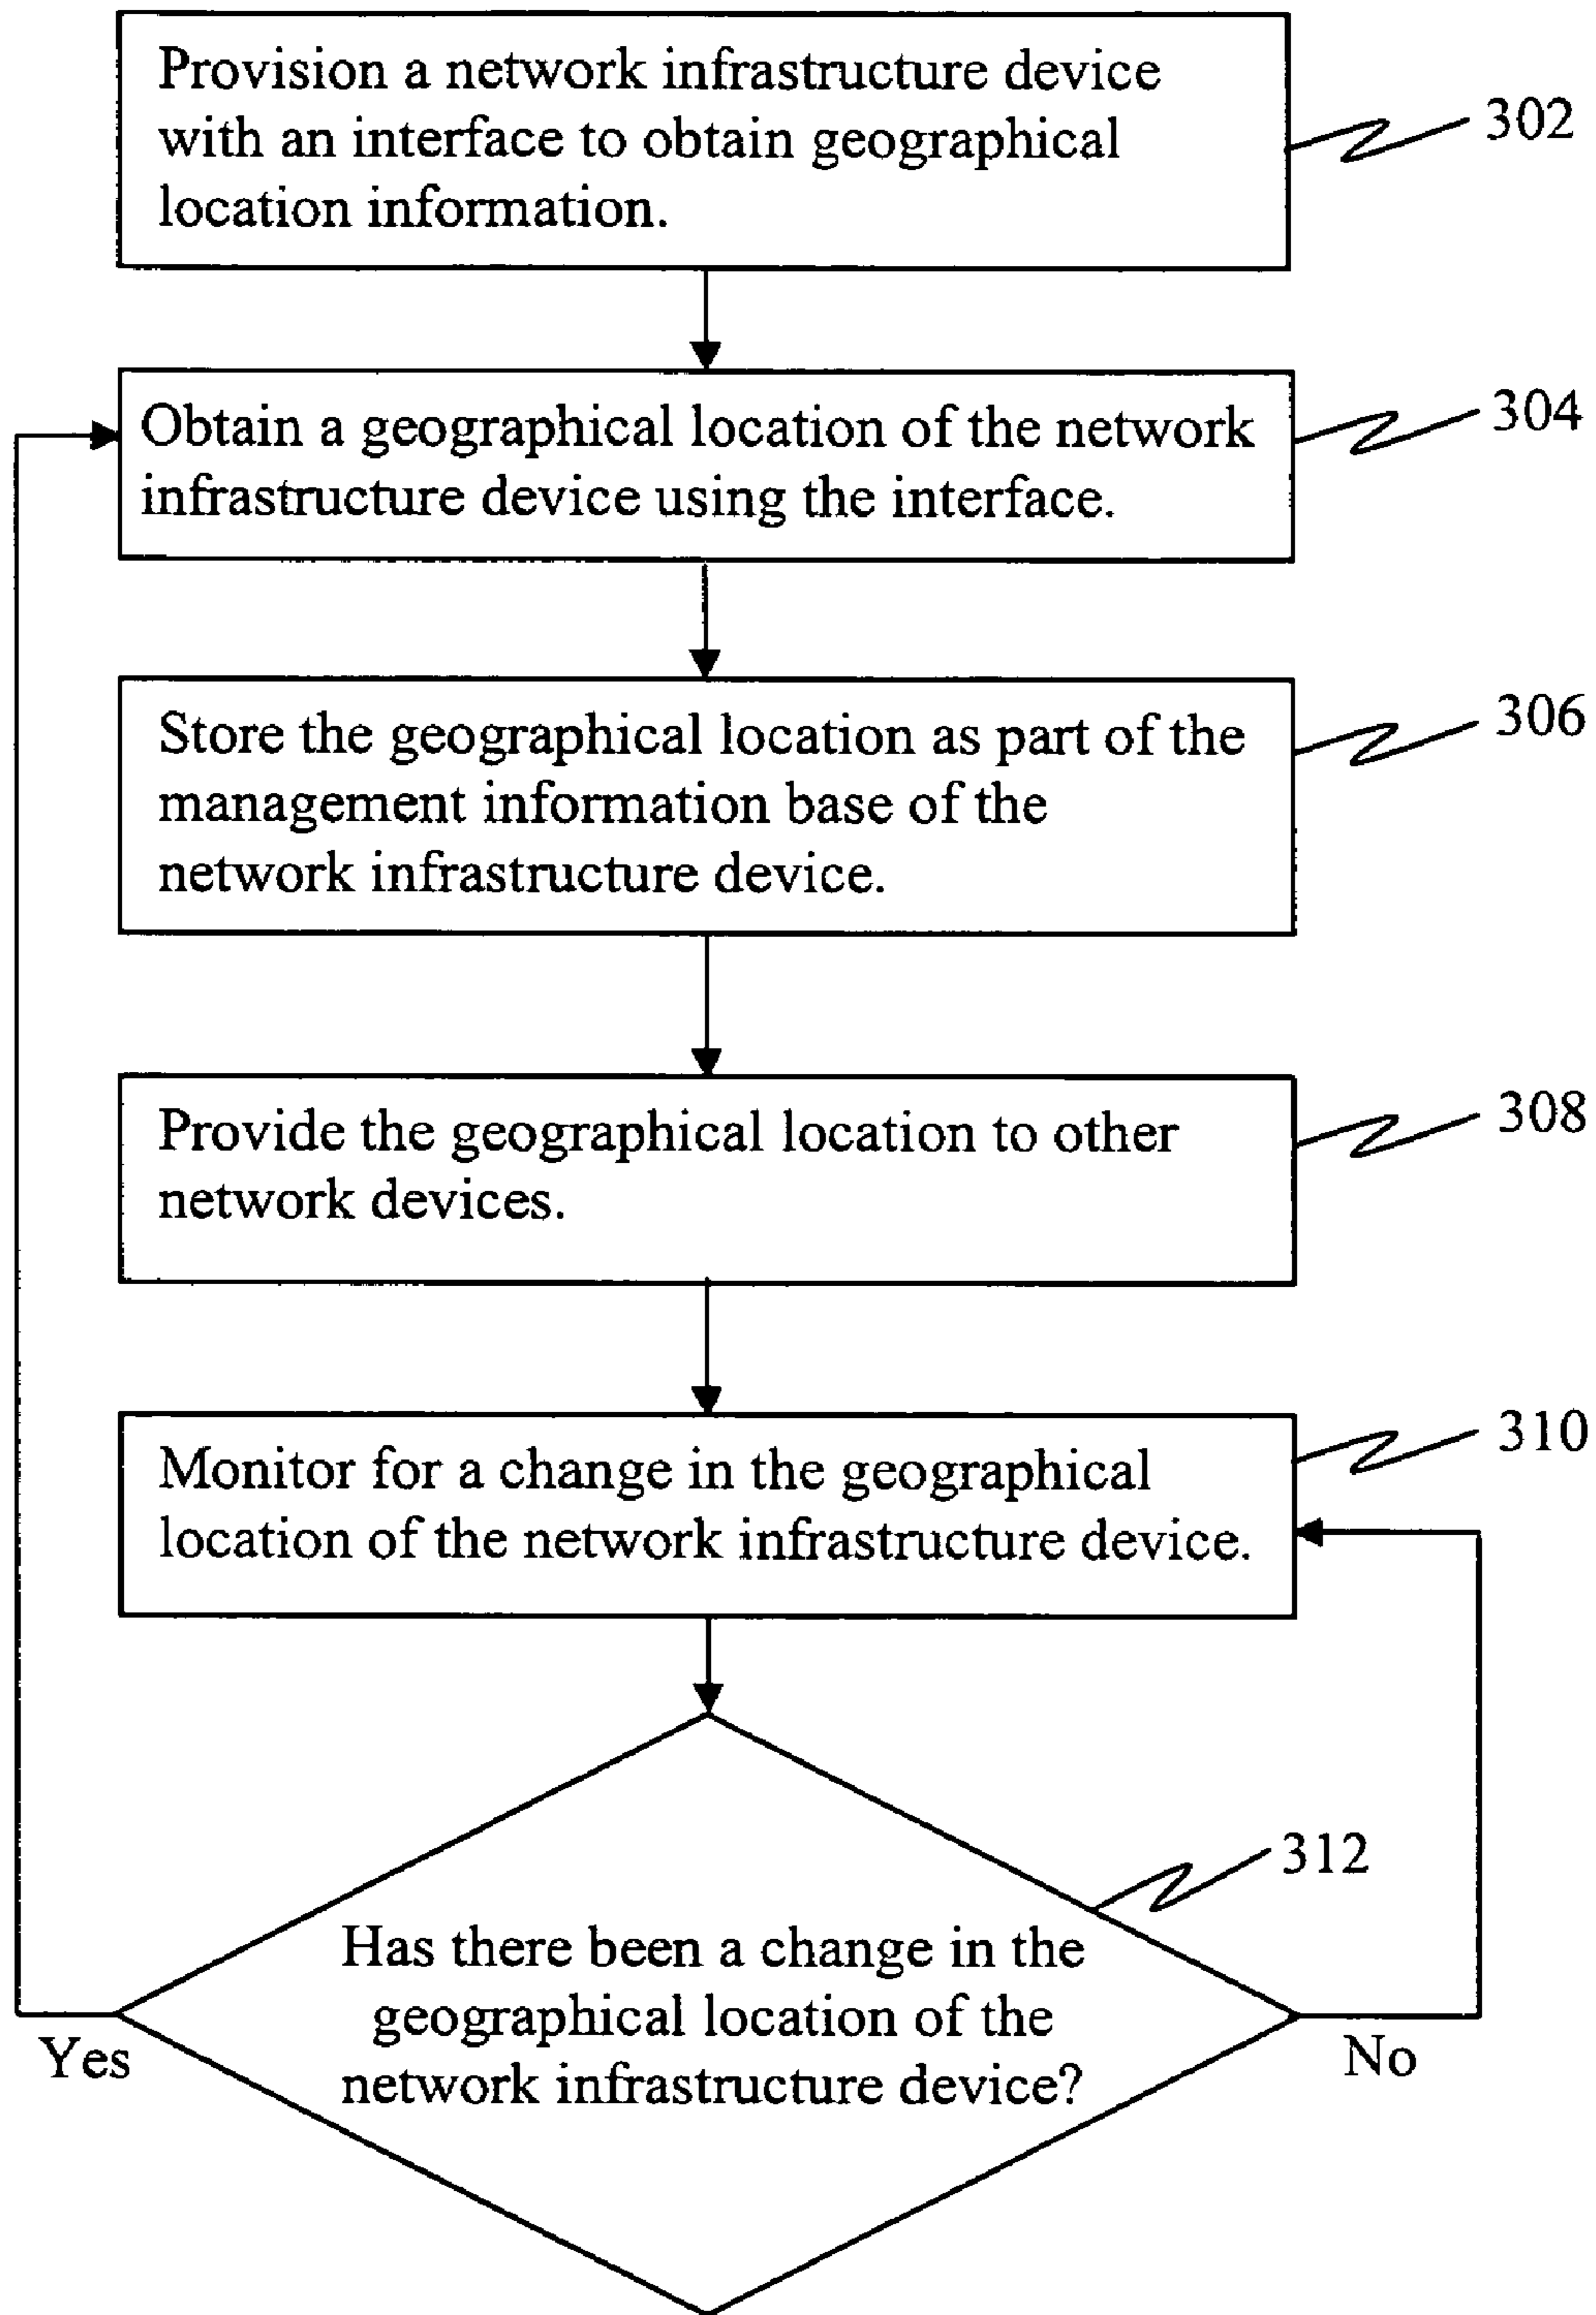 Provision a network infrastructure device
with an interface to obtain geographical
location information.
302
Obtain a geographical location of the network
infrastructure device using the interface.
304
Store the geographical location as part of the
management information base of the
network infrastructure device.
306
Provide the geographical location to other
network devices.
308
Monitor for a change in the geographical
location of the network infrastructure device.
310
312
Has there been a change in the
geographical location of the
network infrastructure device?
Yes
No